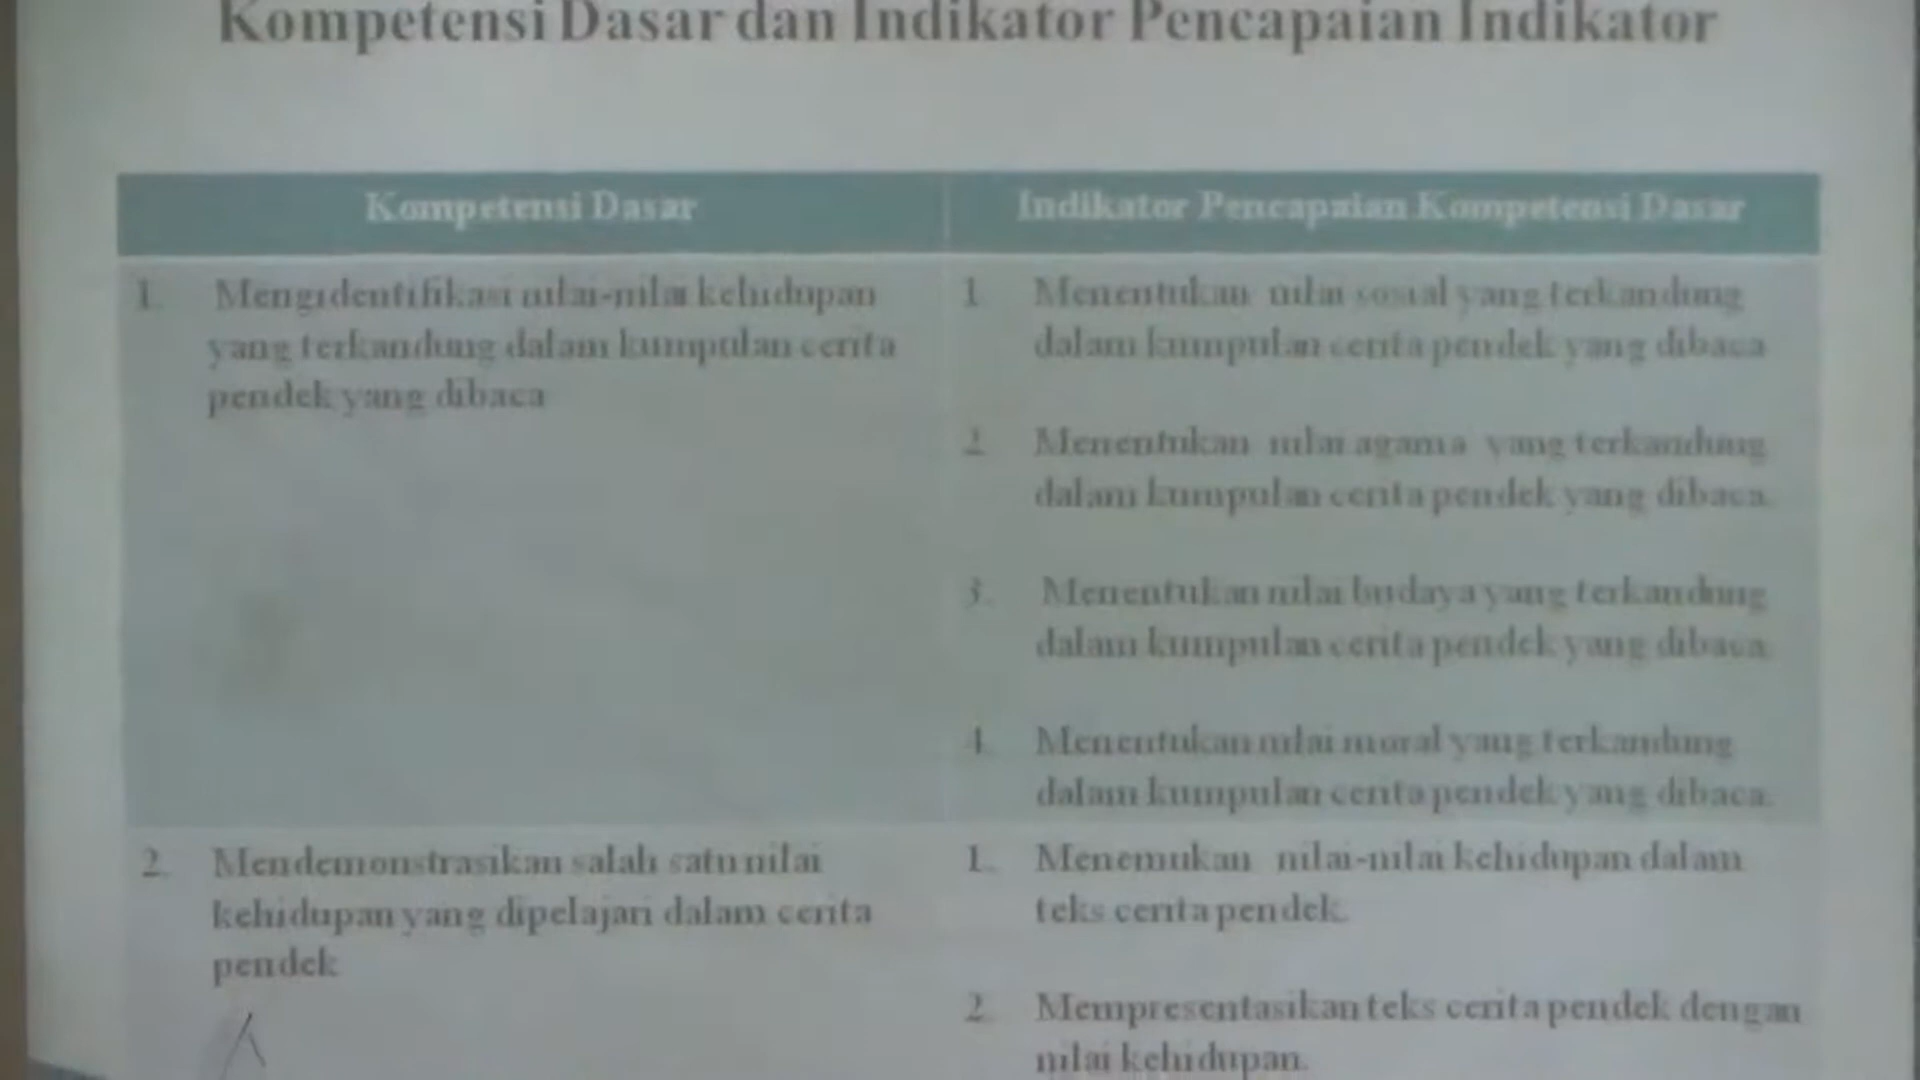 Kompetensi Dasar dan Indikator Pencapaian Indikator
Kompetensi Dasar
Indikator Pencapaian Kompetensi Dasar
1. Mengidentifikasi nilai-nilai kehidupan
yang terkandung dalam kumpulan cerita
pendek yang dibaca
1. Menentukan nilai sosial yang terkandung
dalam kumpulan cerita pendek yang dibaca
2. Menentukan nilai agama yang terkandung
dalam kumpulan cerita pendek yang dibaca.
3. Menentukan nilai budaya yang terkandung
dalam kumpulan cerita pendek yang dibaca
4. Menentukan nilai moral yang terkandung
dalam kumpulan cerita pendek yang dibaca.
2. Mendemonstrasikan salah satu nilai
kehidupan yang dipelajari dalam cerita
pendek
1. Menemukan nilai-nilai kehidupan dalam
teks cerita pendek.
2. Mempresentasikan teks cerita pendek dengan
nilai kehidupan.